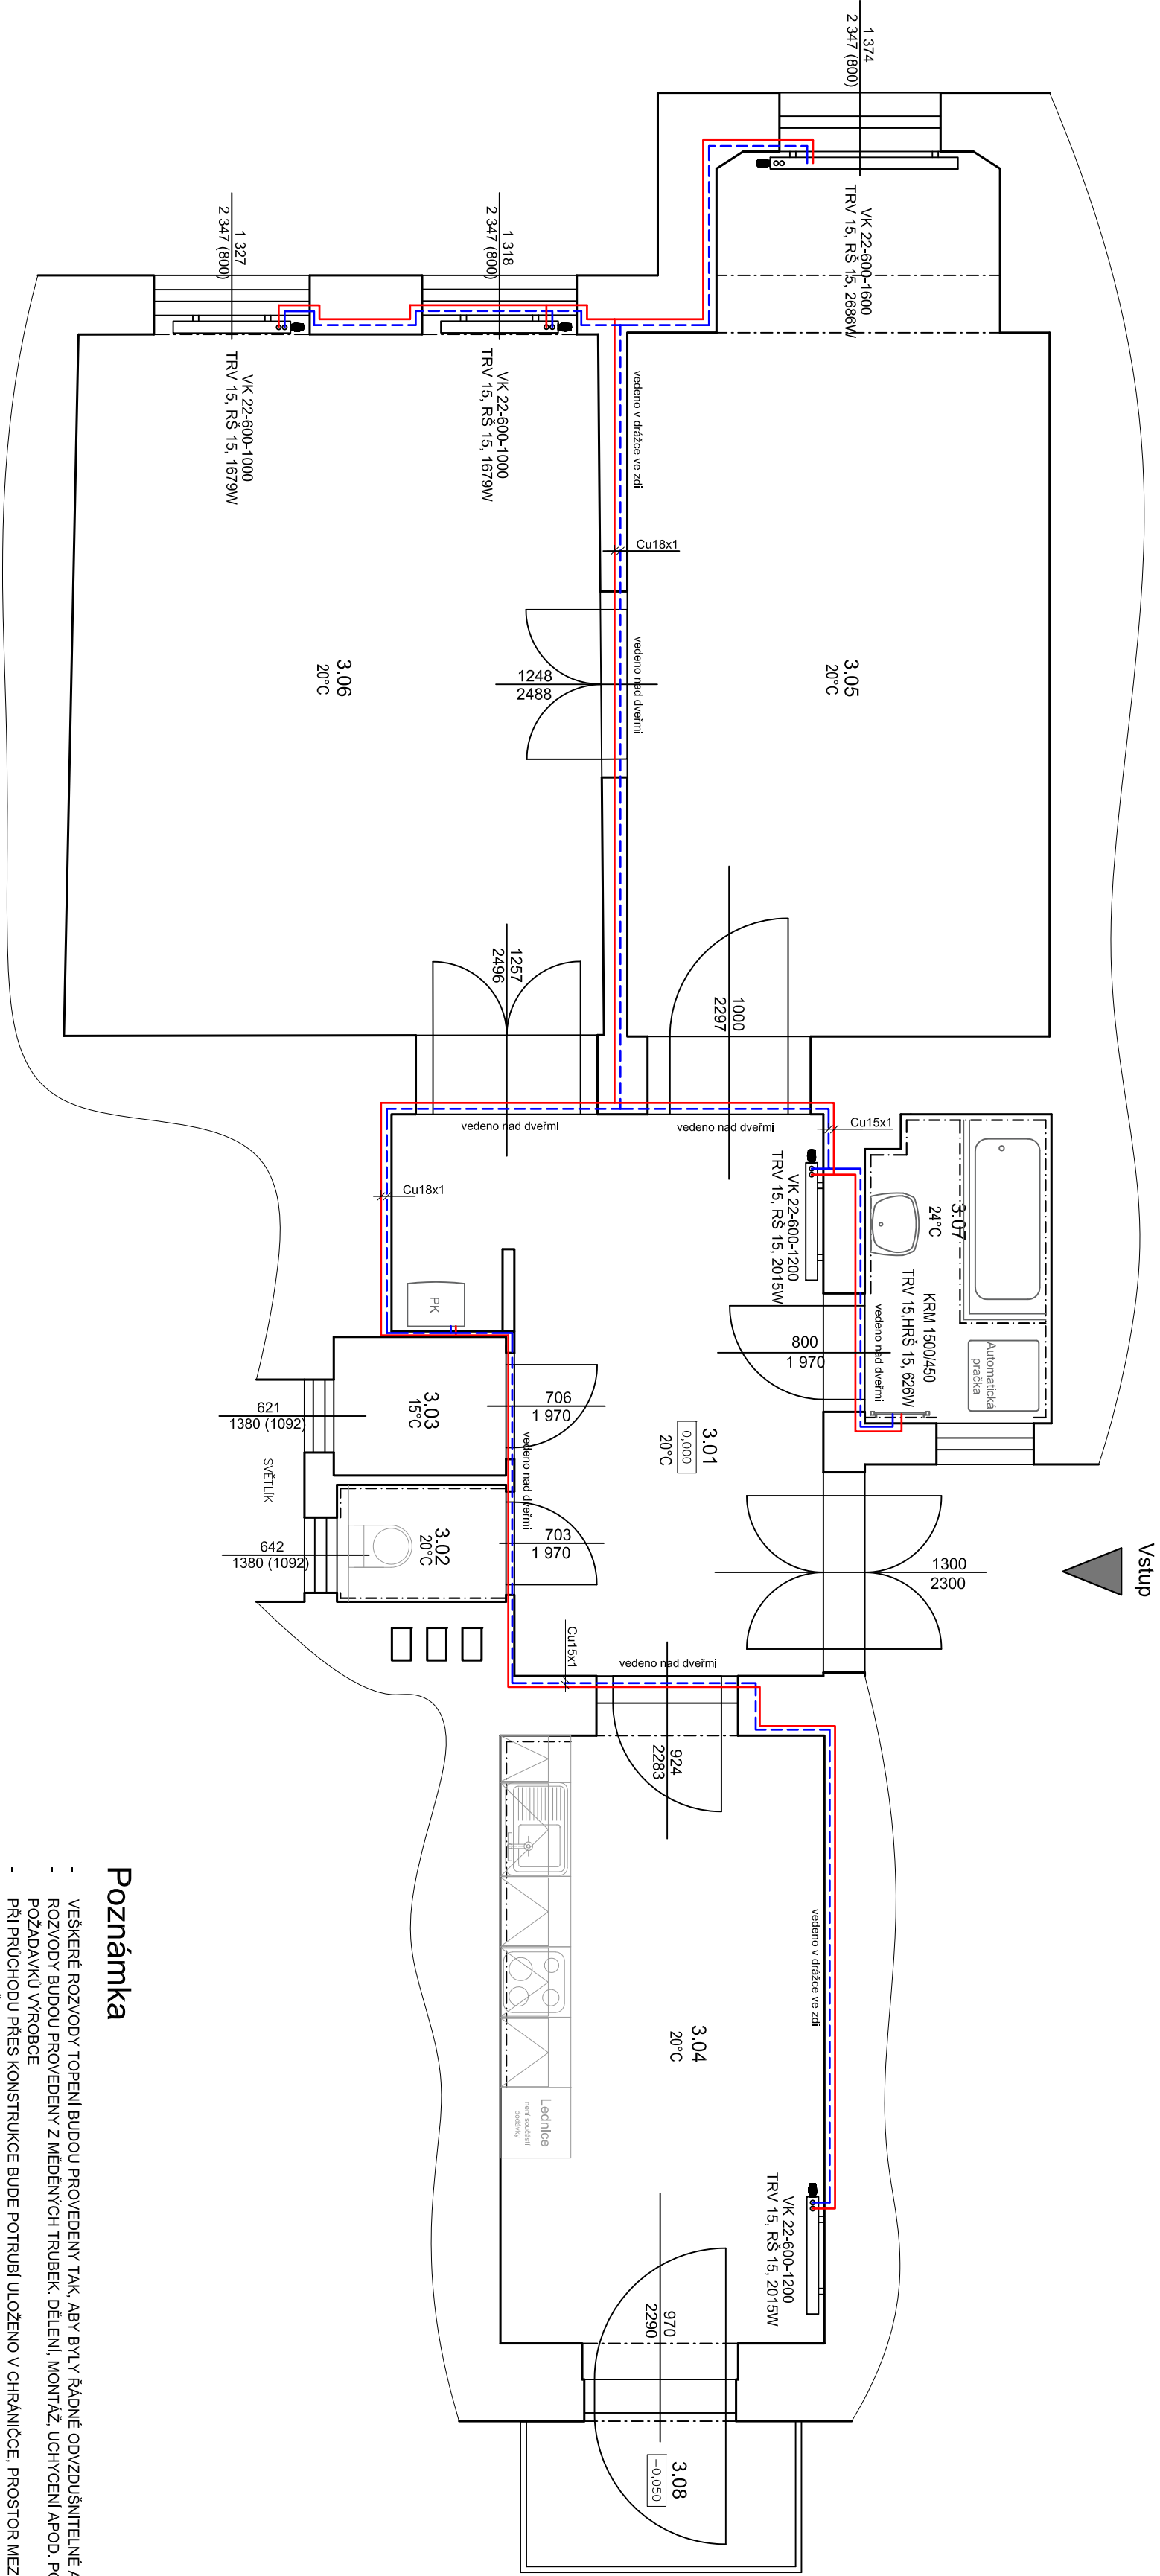 Vstup
1 374
2 347 (800)
VK 22-600-1600
TRV 15, RŠ 15, 2686W
1 318
2 347 (800)
VK 22-600-1000
TRV 15, RŠ 15, 1679W
1 327
2 347 (800)
VK 22-600-1000
TRV 15, RŠ 15, 1679W
vedeno v drážce ve zdi
Cu18x1
vedeno nad dveřmi
3.05
20°C
3.06
20°C
1248
2488
1000
2297
1257
2496
vedeno nad dveřmi
vedeno nad dveřmi
Cu15x1
Cu18x1
VK 22-600-1200
TRV 15, RŠ 15, 2015W
3.07
24°C
KRM 1500/450
TRV 15,HRŠ 15, 626W
vedeno nad dveřmi
Automatická
pračka
800
1 970
PK
3.03
15°C
706
1 970
3.01
0,000
20°C
vedeno nad dveřmi
621
1380 (1092)
SVĚTLÍK
3.02
20°C
703
1 970
642
1380 (1092)
1300
2300
Cu15x1
vedeno nad dveřmi
924
2283
vedeno v drážce ve zdi
3.04
20°C
Lednice
není součástí
dodávky
VK 22-600-1200
TRV 15, RŠ 15, 2015W
970
2290
3.08
-0,050
Poznámka
- VEŠKERÉ ROZVODY TOPENÍ BUDOU PROVEDENY TAK, ABY BYLY ŘÁDNĚ ODVZDUŠNITELNÉ A
- ROZVODY BUDOU PROVEDENY Z MĚDĚNÝCH TRUBEK. DĚLENÍ, MONTÁŽ, UCHYCENÍ APOD.
POŽADAVKŮ VÝROBCE
- PŘI PRŮCHODU PŘES KONSTRUKCE BUDE POTRUBÍ ULOŽENO V CHRÁNIČCE, PROSTOR